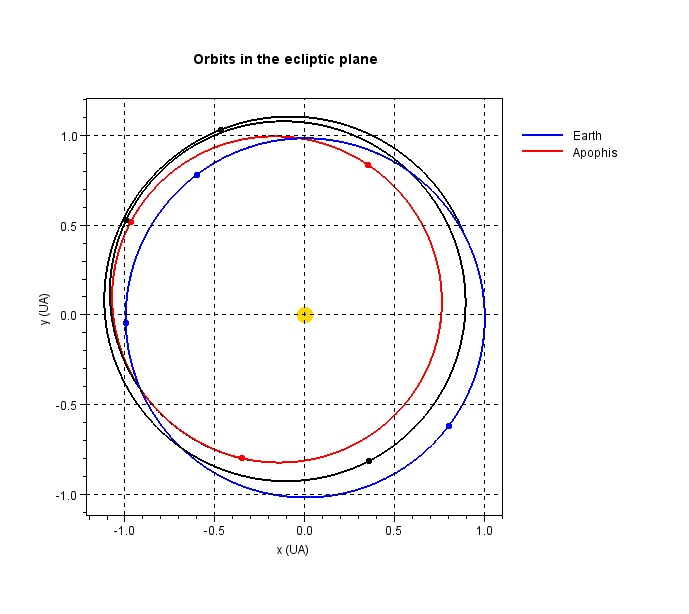 Orbits in the ecliptic plane
Earth
Apophis
1.0
0.5
0.0
-0.5
-1.0
y (UA)
-1.0 -0.5 0.0 0.5 1.0
x (UA)